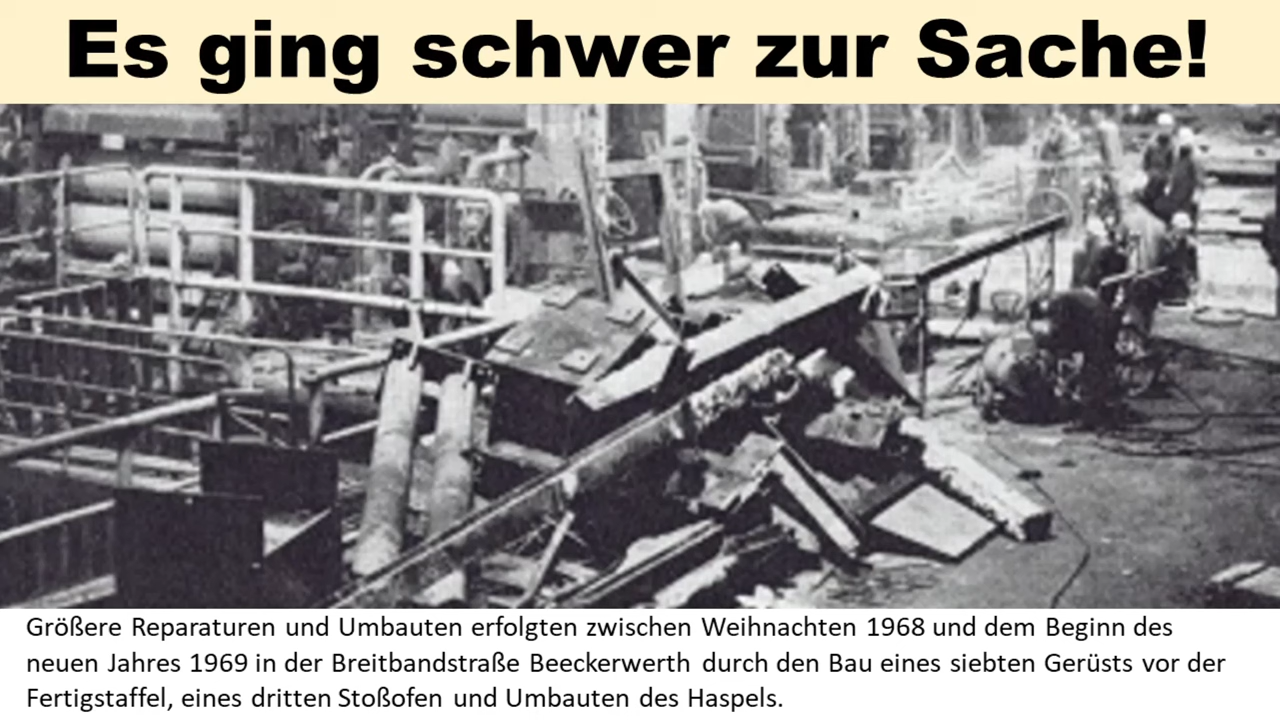 Es ging schwer zur Sache!
Größere Reparaturen und Umbauten erfolgten zwischen Weihnachten 1968 und dem Beginn des
neuen Jahres 1969 in der Breitbandstraße Beeckerwerth durch den Bau eines siebten Gerüsts vor der
Fertigstaffel, eines dritten Stoßofen und Umbauten des Haspels.